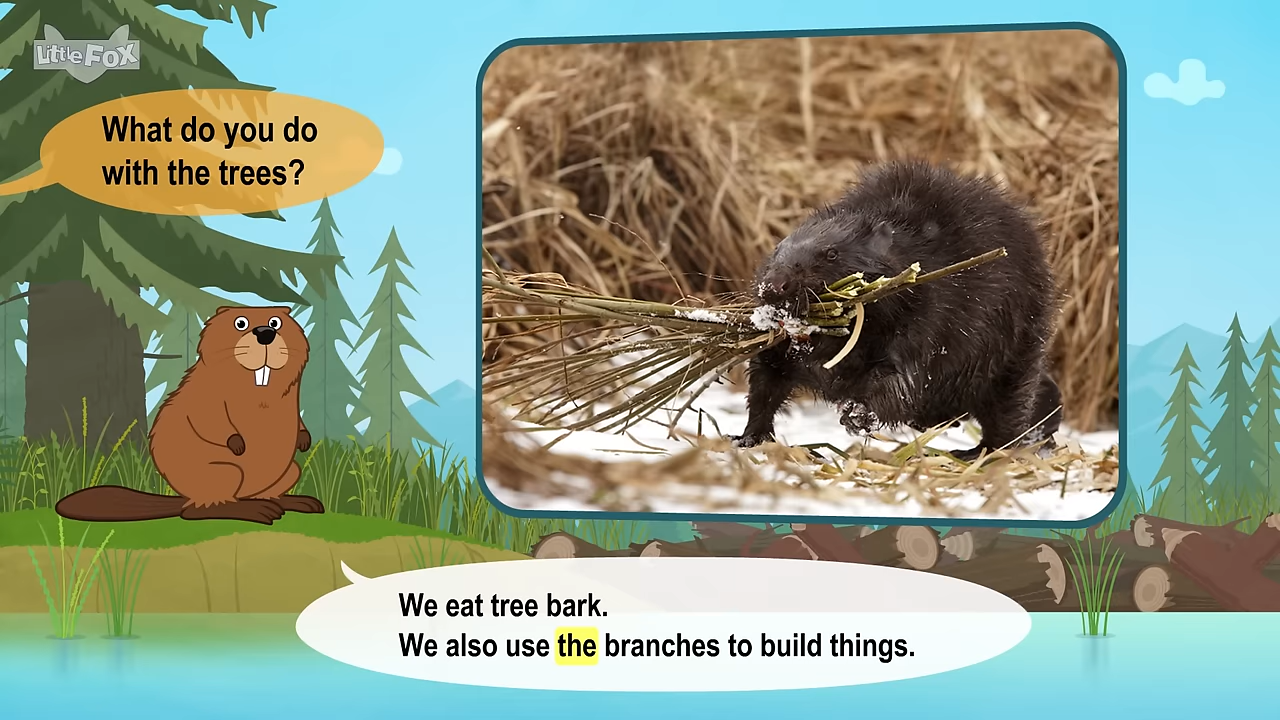 Little Fox
What do you do
with the trees?
We eat tree bark.
We also use the branches to build things.